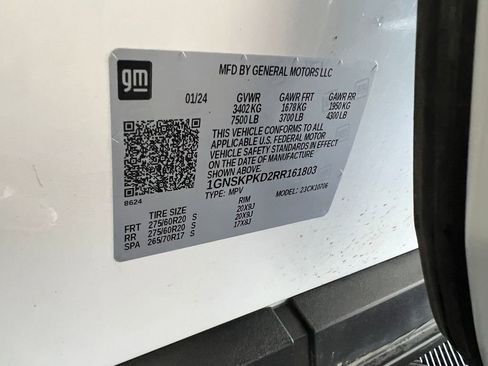 gm
MFD BY GENERAL MOTORS LLC
01/24 GVWR GAWR FRT GAWR RR
3402 KG 1678 KG 1950 KG
7500 LB 3700 LB 4300 LB
THIS VEHICLE CONFORMS TO ALL
APPLICABLE U.S. FEDERAL MOTOR
VEHICLE SAFETY STANDARDS IN EFFECT
ON THE DATE OF MANUFACTURE
SHOWN ABOVE.
1GNSKPKD2RR161803
TYPE: MPV MODEL: 23CK10706
8624
TIRE SIZE RIM
FRT 275/60R20 S 20X9J
RR 275/60R20 S 20X9J
SPA 265/70R17 S 17X8J